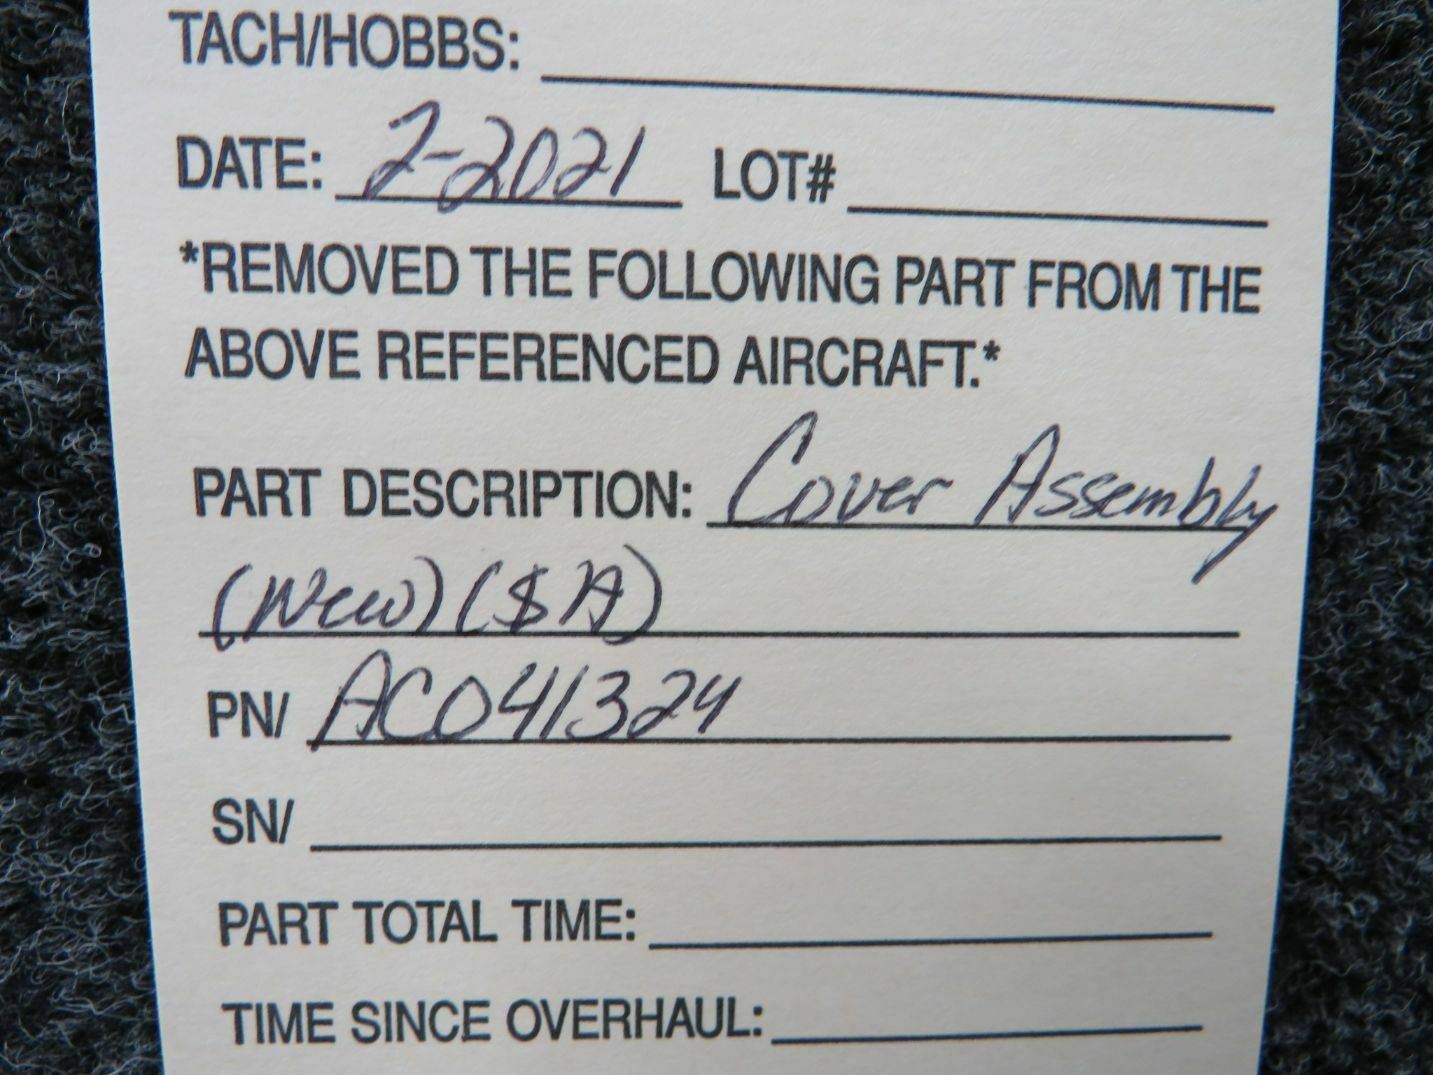 TACH/HOBBS:
DATE: 2-2021 LOT#
*REMOVED THE FOLLOWING PART FROM THE
ABOVE REFERENCED AIRCRAFT.*
PART DESCRIPTION: Cover Assembly
(New) ($A)
PN/ AC041324
SN/
PART TOTAL TIME:
TIME SINCE OVERHAUL: